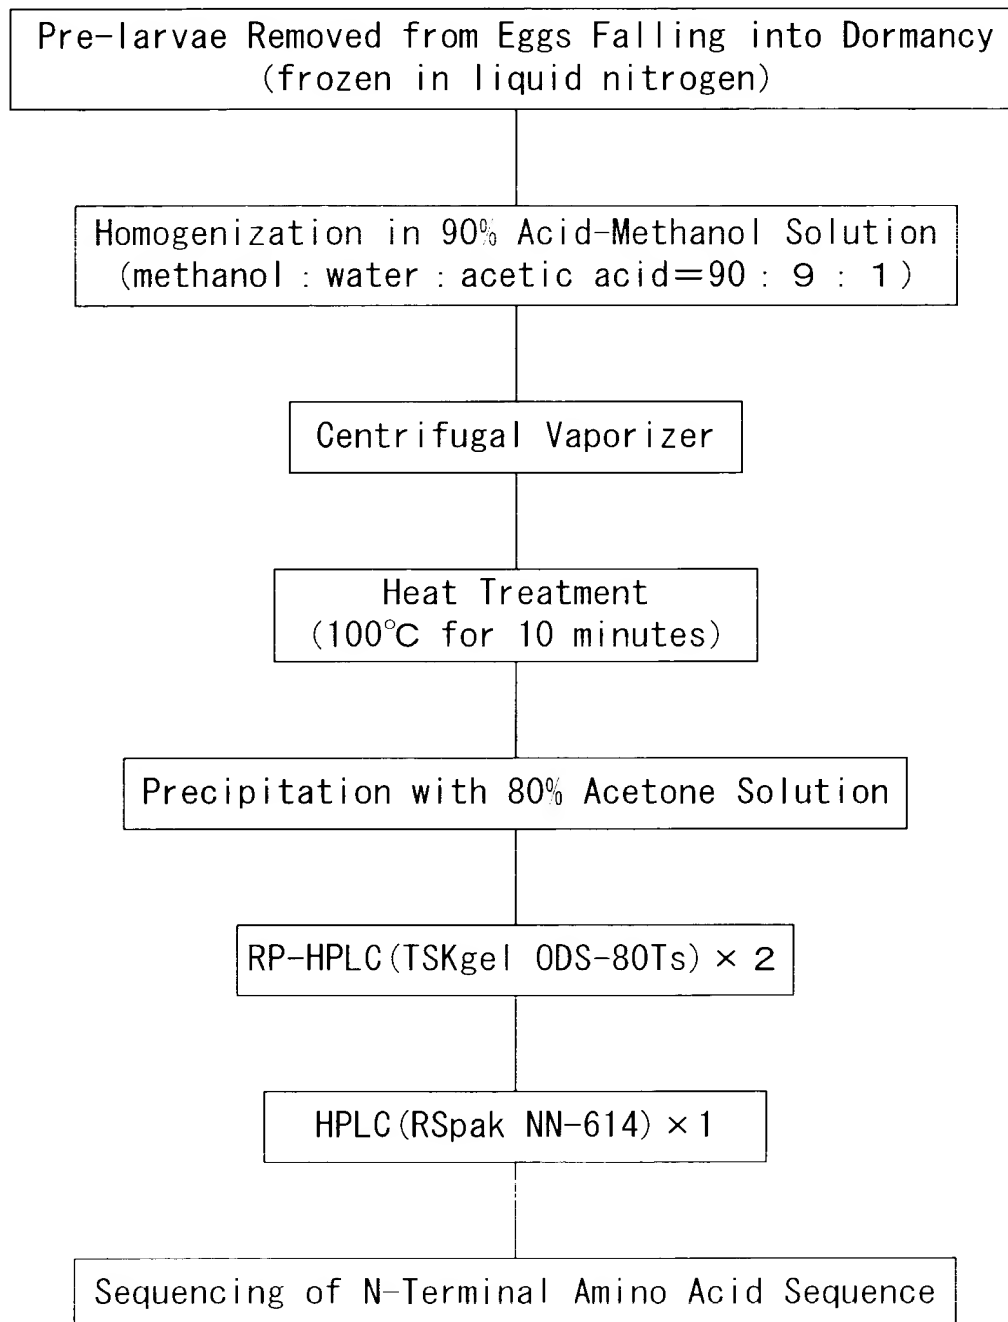 Pre-larvae Removed from Eggs Falling into Dormancy
(frozen in liquid nitrogen)
Homogenization in 90% Acid-Methanol Solution
(methanol : water : acetic acid=90 : 9 : 1)
Centrifugal Vaporizer
Heat Treatment
(100°C for 10 minutes)
Precipitation with 80% Acetone Solution
RP-HPLC(TSKgel ODS-80Ts) × 2
HPLC(RSpak NN-614) × 1
Sequencing of N-Terminal Amino Acid Sequence